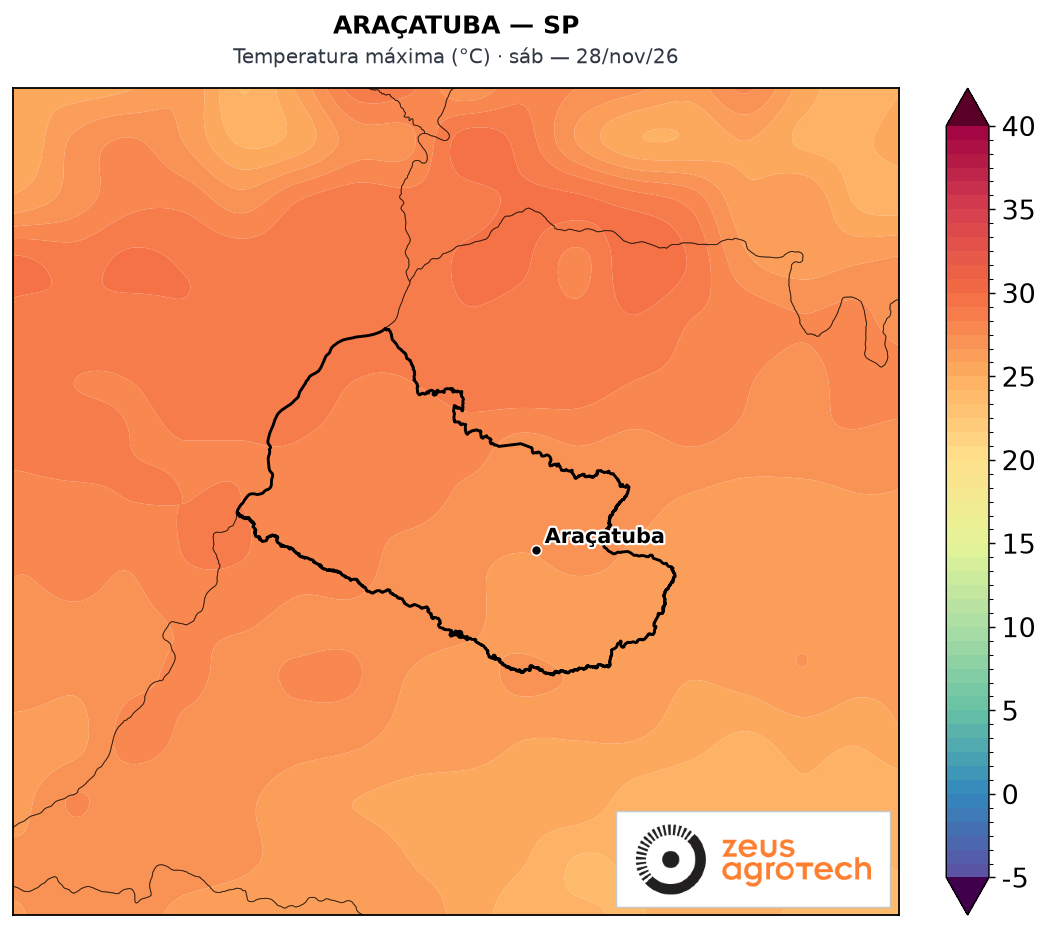 ARAÇATUBA — SP
Temperatura máxima (°C) · sáb — 28/nov/26
40
35
30
25
20
15
10
5
0
-5
Araçatuba
zeus
agrotech